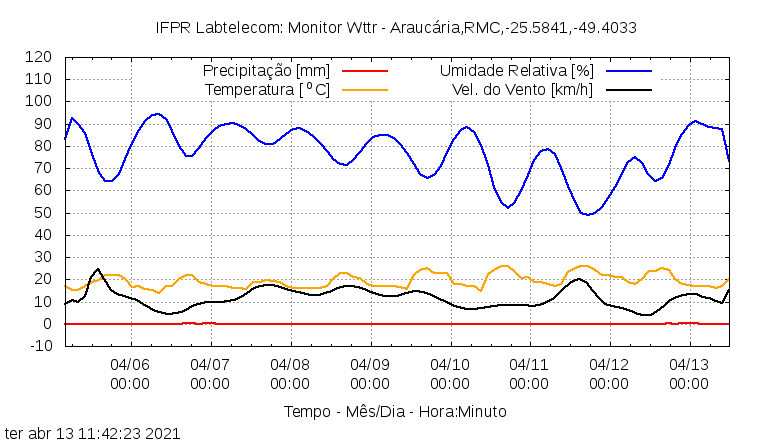 IFPR Labtelecom: Monitor Wttr - Araucária,RMC,-25.5841,-49.4033
120
110
100
90
80
70
60
50
40
30
20
10
0
-10
Precipitação [mm]
Temperatura [⁰C]
Umidade Relativa [%]
Vel. do Vento [km/h]
04/06 04/07 04/08 04/09 04/10 04/11 04/12 04/13
00:00 00:00 00:00 00:00 00:00 00:00 00:00 00:00
Tempo - Mês/Dia - Hora:Minuto
ter abr 13 11:42:23 2021